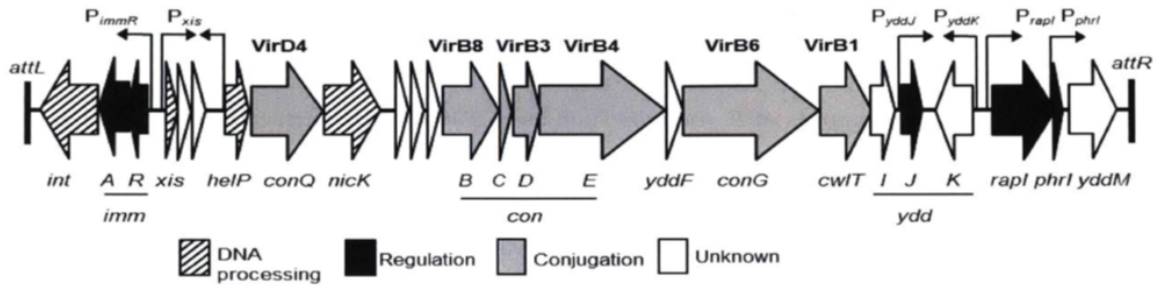 PimmR Pxis PyddJ PyddK PrapI PphrI
VirD4 VirB8 VirB3 VirB4 VirB6 VirB1
attL attR
int A R xis helP conQ nicK B C D E yddF conG cwlT I J K rapI phrI yddM
imm con ydd
DNA processing
Regulation
Conjugation
Unknown